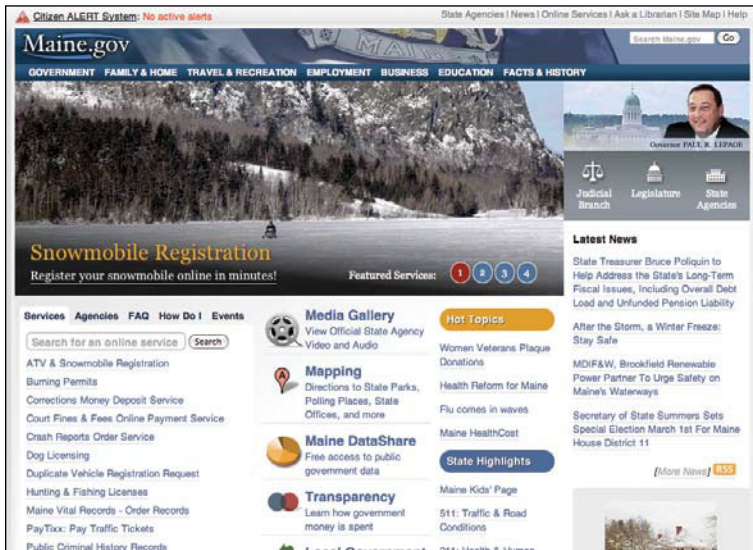 Citizen ALERT System: No active alerts
State Agencies | News | Online Services | Ask a Librarian | Site Map | Help
Maine.gov
MAINE
Search Maine.gov
Go
GOVERNMENT FAMILY & HOME TRAVEL & RECREATION EMPLOYMENT BUSINESS EDUCATION FACTS & HISTORY
Governor PAUL R. LEPAGE
Judicial Branch
Legislature
State Agencies
Snowmobile Registration
Register your snowmobile online in minutes!
Featured Services: 1 2 3 4
Services Agencies FAQ How Do I Events
Search for an online service
Search
ATV & Snowmobile Registration
Burning Permits
Corrections Money Deposit Service
Court Fines & Fees Online Payment Service
Crash Reports Order Service
Dog Licensing
Duplicate Vehicle Registration Request
Hunting & Fishing Licenses
Maine Vital Records - Order Records
PayTixx: Pay Traffic Tickets
Public Criminal History Records
Media Gallery
View Official State Agency
Video and Audio
A
Mapping
Directions to State Parks,
Polling Places, State
Offices, and more
Maine DataShare
Free access to public
government data
Transparency
Learn how government
money is spent
Local Government
Hot Topics
Women Veterans Plaque
Donations
Health Reform for Maine
Flu comes in waves
Maine HealthCost
State Highlights
Maine Kids' Page
511: Traffic & Road
Conditions
211: Health & Human
Latest News
State Treasurer Bruce Poliquin to
Help Address the State's Long-Term
Fiscal Issues, Including Overall Debt
Load and Unfunded Pension Liability
After the Storm, a Winter Freeze:
Stay Safe
MDIF&W, Brookfield Renewable
Power Partner To Urge Safety on
Maine's Waterways
Secretary of State Summers Sets
Special Election March 1st For Maine
House District 11
[More News] RSS